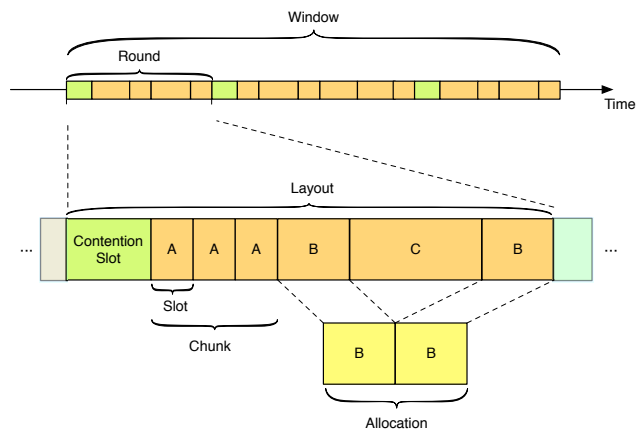 Window
Round
Time
Layout
... Contention Slot A A A B C B ...
Slot
Chunk
B B
Allocation